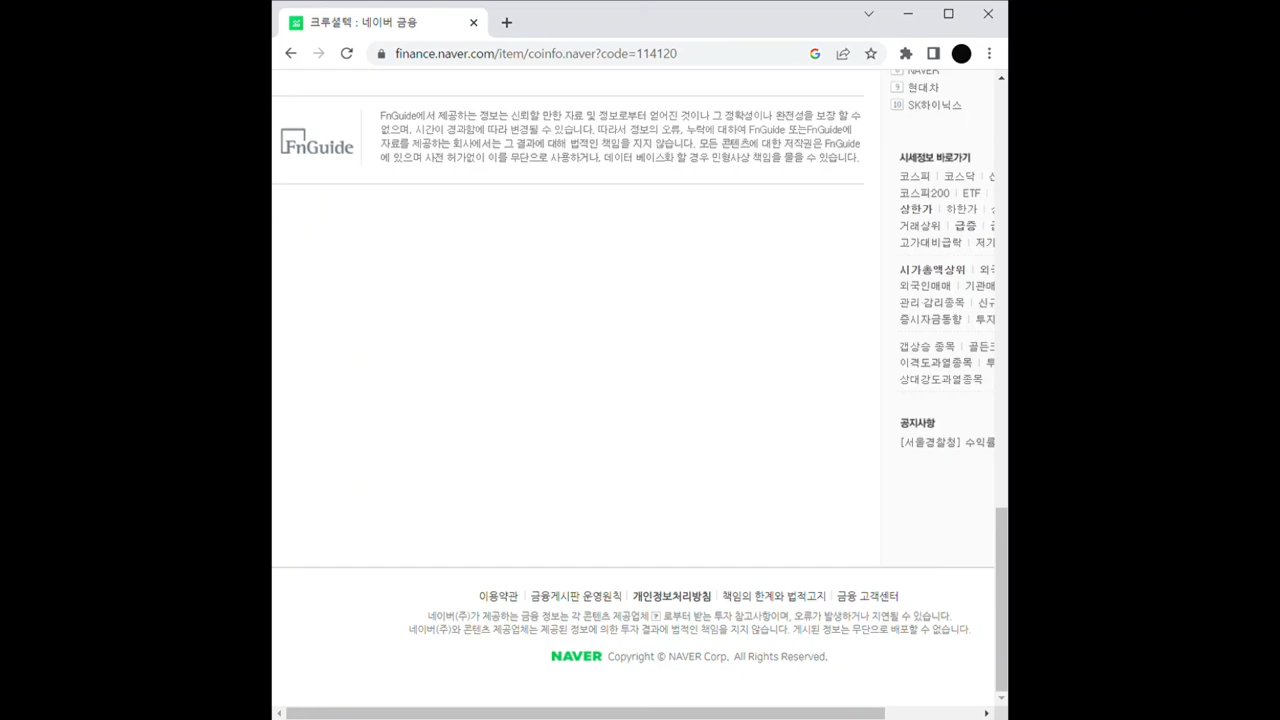 크루셜텍 : 네이버 금융
finance.naver.com/item/coinfo.naver?code=114120
NAVER
9 현대차
10 SK하이닉스
FnGuide
FnGuide에서 제공하는 정보는 신뢰할 만한 자료 및 정보로부터 얻어진 것이나 그 정확성이나 완전성을 보장 할 수
없으며, 시간이 경과함에 따라 변경될 수 있습니다. 따라서 정보의 오류, 누락에 대하여 FnGuide 또는FnGuide에
자료를 제공하는 회사에서는 그 결과에 대해 법적인 책임을 지지 않습니다. 모든 콘텐츠에 대한 저작권은 FnGuide
에 있으며 사전 허가없이 이를 무단으로 사용하거나, 데이터 베이스화 할 경우 민형사상 책임을 물을 수 있습니다.
시세정보 바로가기
코스피 코스닥
코스피200 ETF
상한가 하한가
거래상위 급증
고가대비급락 저가
시가총액상위 외국
외국인매매 기관매
관리·감리종목 신규
증시자금동향 투자
갭상승 종목 골든크
이격도과열종목 투
상대강도과열종목
공지사항
[서울경찰청] 수익률
이용약관 금융게시판 운영원칙 개인정보처리방침 책임의 한계와 법적고지 금융 고객센터
네이버(주)가 제공하는 금융 정보는 각 콘텐츠 제공업체 ? 로부터 받는 투자 참고사항이며, 오류가 발생하거나 지연될 수 있습니다.
네이버(주)와 콘텐츠 제공업체는 제공된 정보에 의한 투자 결과에 법적인 책임을 지지 않습니다. 게시된 정보는 무단으로 배포할 수 없습니다.
NAVER Copyright © NAVER Corp. All Rights Reserved.